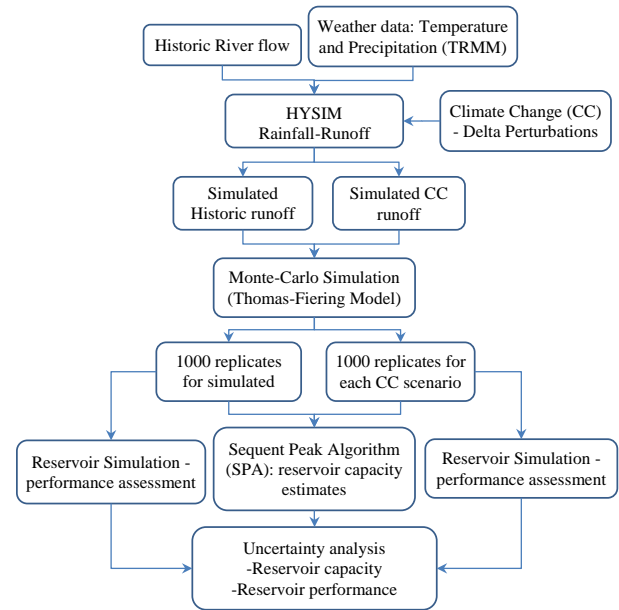 Historic River flow
Weather data: Temperature
and Precipitation (TRMM)
HYSIM
Rainfall-Runoff
Climate Change (CC)
- Delta Perturbations
Simulated
Historic runoff
Simulated CC
runoff
Monte-Carlo Simulation
(Thomas-Fiering Model)
1000 replicates
for simulated
1000 replicates for
each CC scenario
Reservoir Simulation -
performance assessment
Sequent Peak Algorithm
(SPA): reservoir capacity
estimates
Reservoir Simulation -
performance assessment
Uncertainty analysis
-Reservoir capacity
-Reservoir performance